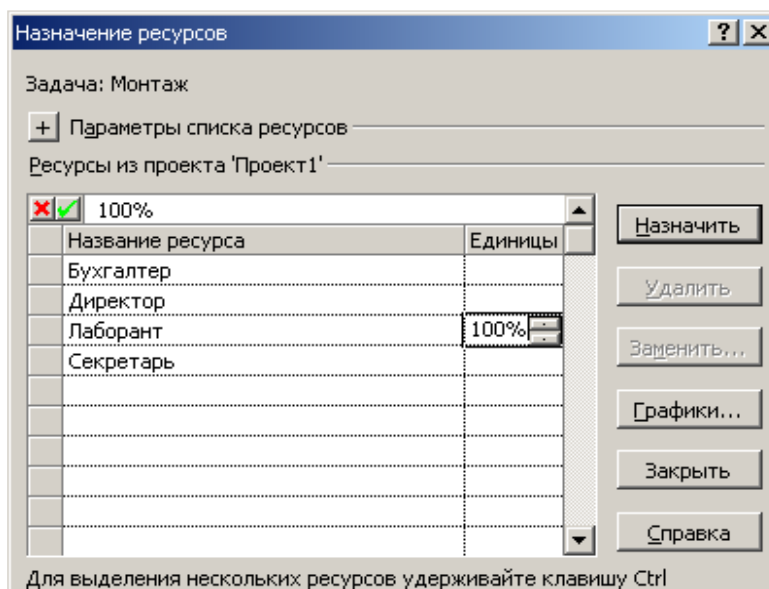 Назначение ресурсов
Задача: Монтаж
+ Параметры списка ресурсов
Ресурсы из проекта 'Проект1'
100%
Название ресурса Единицы
Бухгалтер
Директор
Лаборант 100%
Секретарь
Назначить
Удалить
Заменить...
Графики...
Закрыть
Справка
Для выделения нескольких ресурсов удерживайте клавишу Ctrl